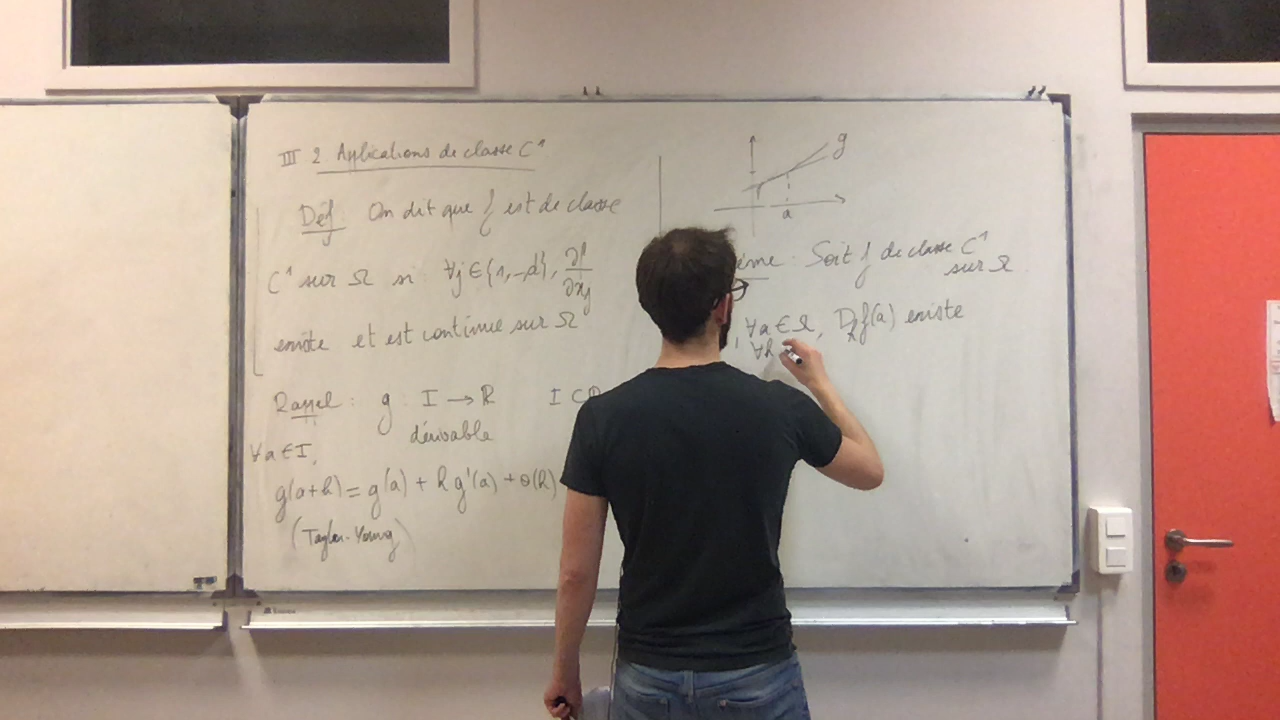 III 2 Applications de classe C¹
Déf : On dit que f est de classe
C¹ sur Ω si ∀j∈{1,–,d}, ∂f/∂xⱼ
existe et est continue sur Ω
Rappel : g : I → R I ⊂ R
dérivable
∀a∈I,
g(a+h) = g(a) + h g'(a) + o(h)
(Taylor-Young)
g
a
ème : Soit f de classe C¹
sur Ω
∀a∈Ω, Dₕf(a) existe
∀h